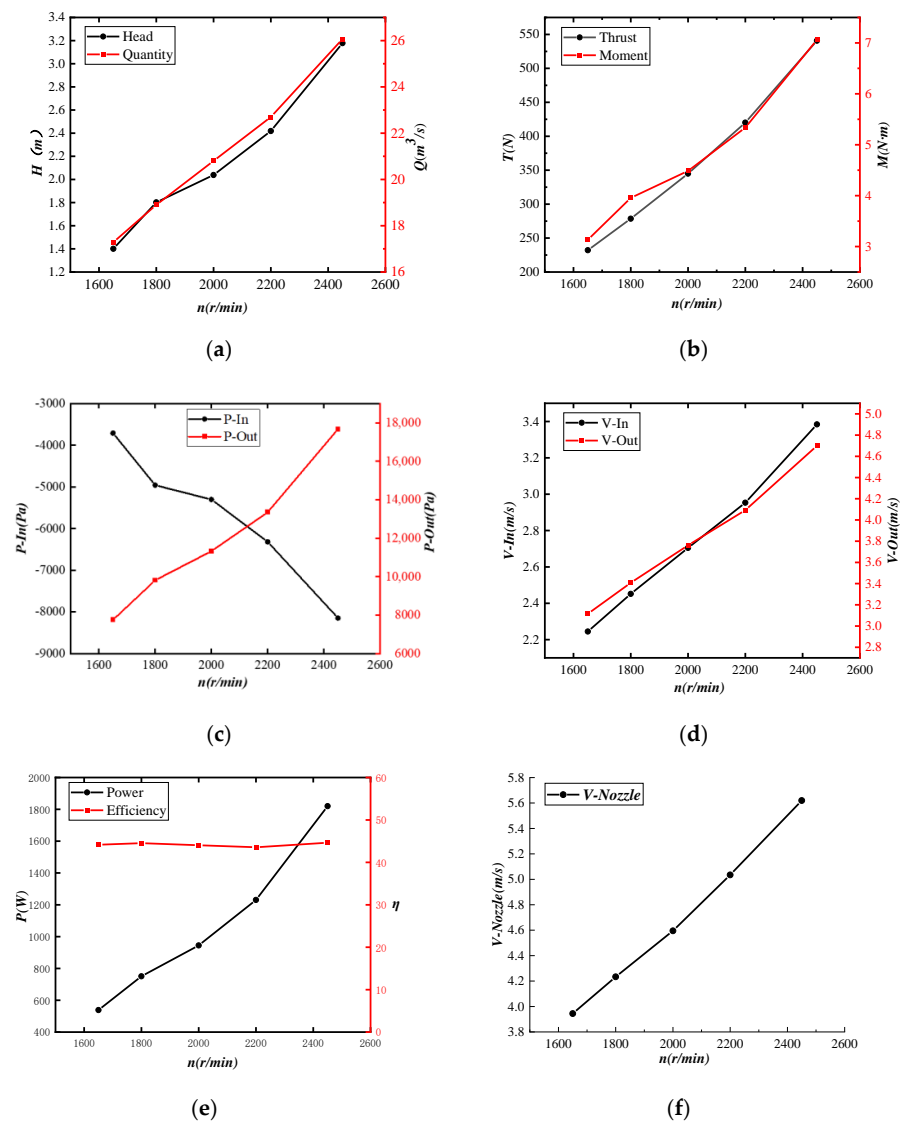 Head
Quantity
3.4
3.2
3.0
2.8
2.6
2.4
2.2
2.0
1.8
1.6
1.4
1.2
H (m)
26
24
22
20
18
16
Q(m³/s)
1600 1800 2000 2200 2400 2600
n(r/min)
(a)
Thrust
Moment
550
500
450
400
350
300
250
200
T(N)
7
6
5
4
3
M(N·m)
1600 1800 2000 2200 2400 2600
n(r/min)
(b)
P-In
P-Out
-3000
-4000
-5000
-6000
-7000
-8000
-9000
P-In(Pa)
18,000
16,000
14,000
12,000
10,000
8000
6000
P-Out(Pa)
1600 1800 2000 2200 2400 2600
n(r/min)
(c)
V-In
V-Out
3.4
3.2
3.0
2.8
2.6
2.4
2.2
V-In(m/s)
5.0
4.8
4.6
4.4
4.2
4.0
3.8
3.6
3.4
3.2
3.0
2.8
V-Out(m/s)
1600 1800 2000 2200 2400 2600
n(r/min)
(d)
Power
Efficiency
2000
1800
1600
1400
1200
1000
800
600
400
P(W)
60
50
40
30
20
10
0
η
1600 1800 2000 2200 2400 2600
n(r/min)
(e)
V-Nozzle
5.8
5.6
5.4
5.2
5.0
4.8
4.6
4.4
4.2
4.0
3.8
V-Nozzle(m/s)
1600 1800 2000 2200 2400 2600
n(r/min)
(f)